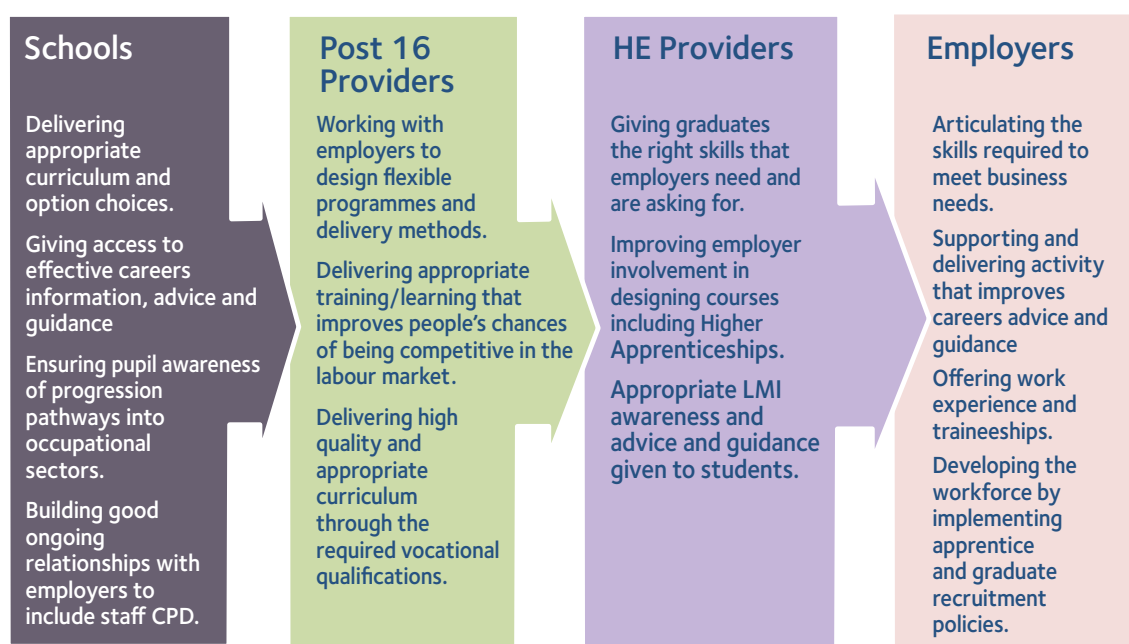 Schools
Delivering
appropriate
curriculum and
option choices.
Giving access to
effective careers
information, advice and
guidance
Ensuring pupil awareness
of progression
pathways into
occupational
sectors.
Building good
ongoing
relationships with
employers to
include staff CPD.
Post 16
Providers
Working with
employers to
design flexible
programmes and
delivery methods.
Delivering appropriate
training/learning that
improves people's chances
of being competitive in the
labour market.
Delivering high
quality and
appropriate
curriculum
through the
required vocational
qualifications.
HE Providers
Giving graduates
the right skills that
employers need and
are asking for.
Improving employer
involvement in
designing courses
including Higher
Apprenticeships.
Appropriate LMI
awareness and
advice and guidance
given to students.
Employers
Articulating the
skills required to
meet business
needs.
Supporting and
delivering activity
that improves
careers advice and
guidance
Offering work
experience and
traineeships.
Developing the
workforce by
implementing
apprentice
and graduate
recruitment
policies.